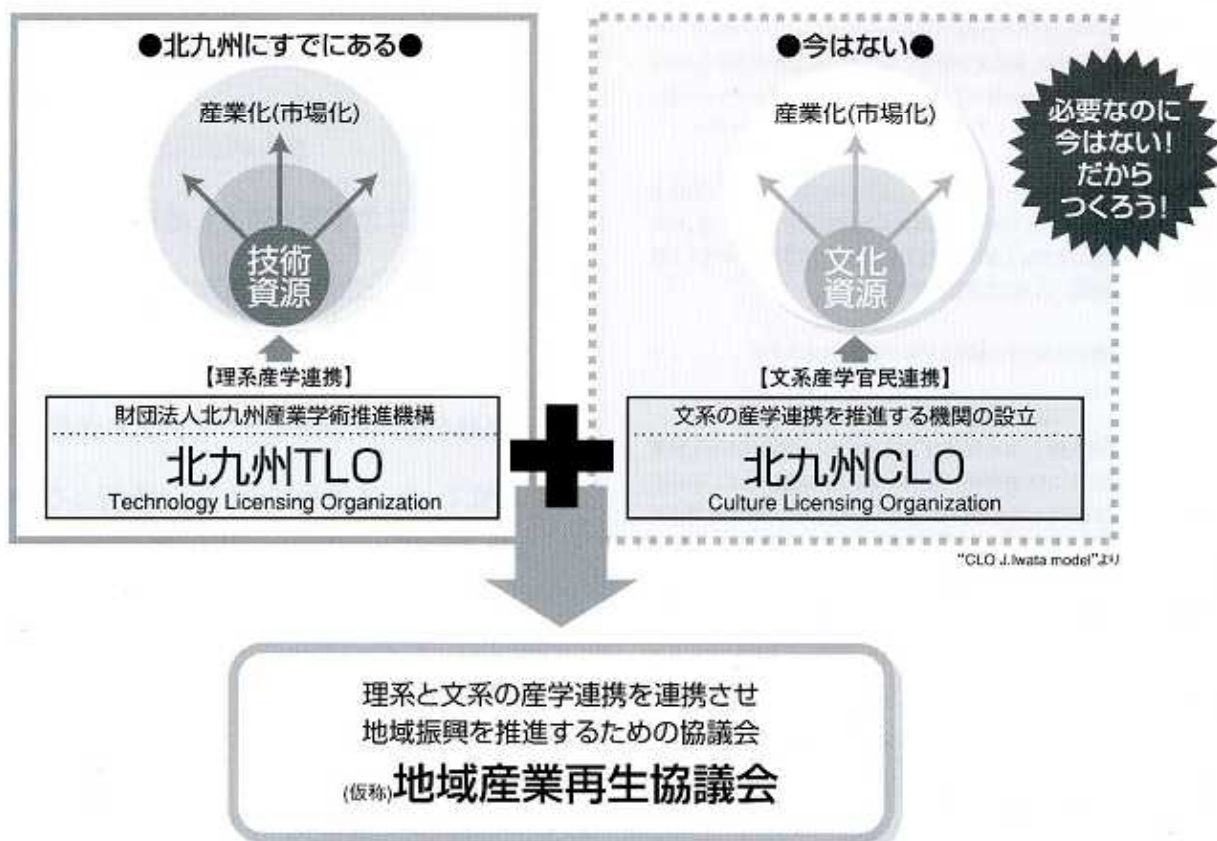 ●北九州にすでにある●
産業化(市場化)
技術
資源
【理系産学連携】
財団法人北九州産業学術推進機構
北九州TLO
Technology Licensing Organization
●今はない●
産業化(市場化)
文化
資源
【文系産学官民連携】
文系の産学連携を推進する機関の設立
北九州CLO
Culture Licensing Organization
必要なのに
今はない!
だから
つくろう!
"CLO J.Iwata model"より
理系と文系の産学連携を連携させ
地域振興を推進するための協議会
(仮称)地域産業再生協議会